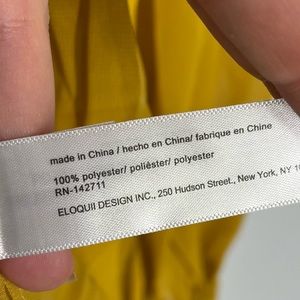 made in China / hecho en China/ fabrique en Chine
100% polyester/ poliéster/ polyester
RN-142711
ELOQUII DESIGN INC., 250 Hudson Street., New York, NY